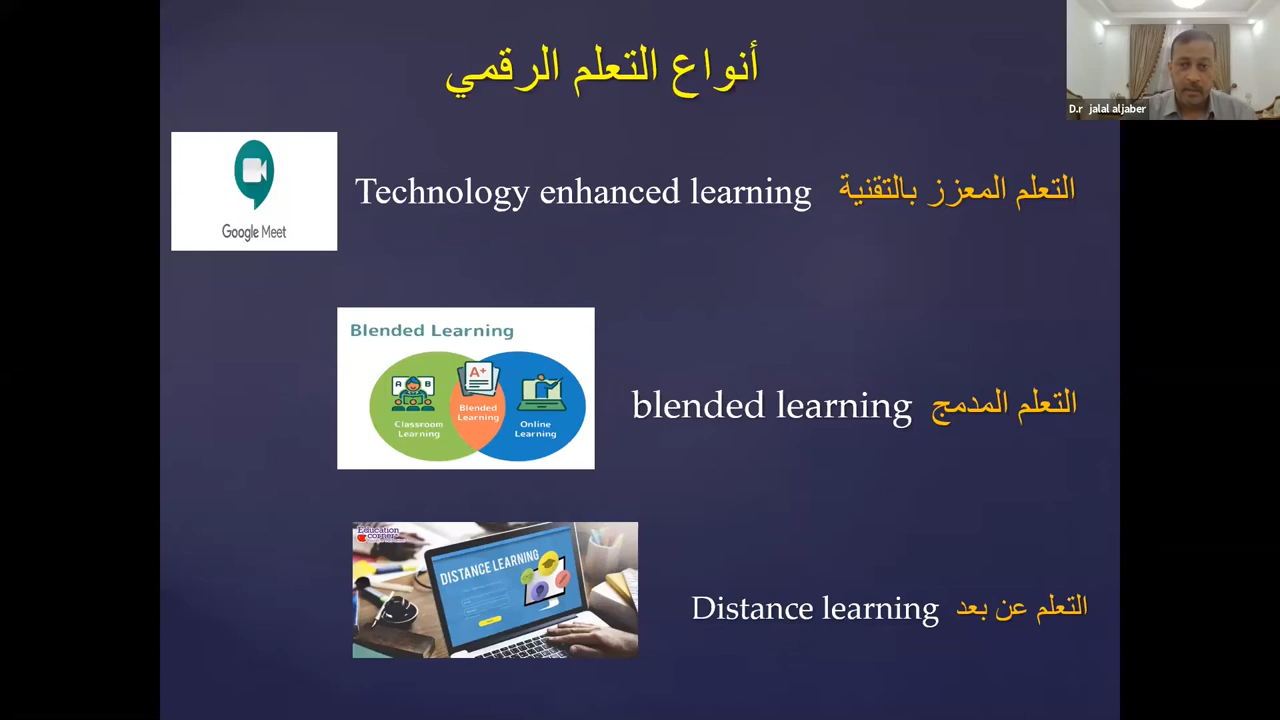 أنواع التعلم الرقمي
D.r jalal aljaber
التعلم المعزز بالتقنية Technology enhanced learning
Google Meet
التعلم المدمج blended learning
Blended Learning
A B
A+
Classroom Learning
Blended Learning
Online Learning
التعلم عن بعد Distance learning
Education corner
DISTANCE LEARNING